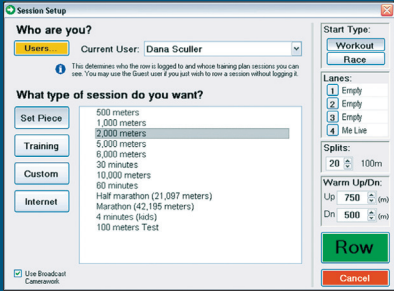 Session Setup
Who are you?
Users...
Current User:
Dana Sculler
This determines who the row is logged to and whose training plan sessions you can
see. You may use the Guest user if you just wish to row a session without logging it.
What type of session do you want?
Set Piece
Training
Custom
Internet
500 meters
1,000 meters
2,000 meters
5,000 meters
6,000 meters
30 minutes
10,000 meters
60 minutes
Half marathon (21,097 meters)
Marathon (42,195 meters)
4 minutes (kids)
100 meters Test
Use Broadcast
Camerawork
Start Type:
Workout
Race
Lanes:
1 Empty
2 Empty
3 Empty
4 Me Live
Splits:
20 100m
Warm Up/Dn:
Up 750 (m)
Dn 500 (m)
Row
Cancel